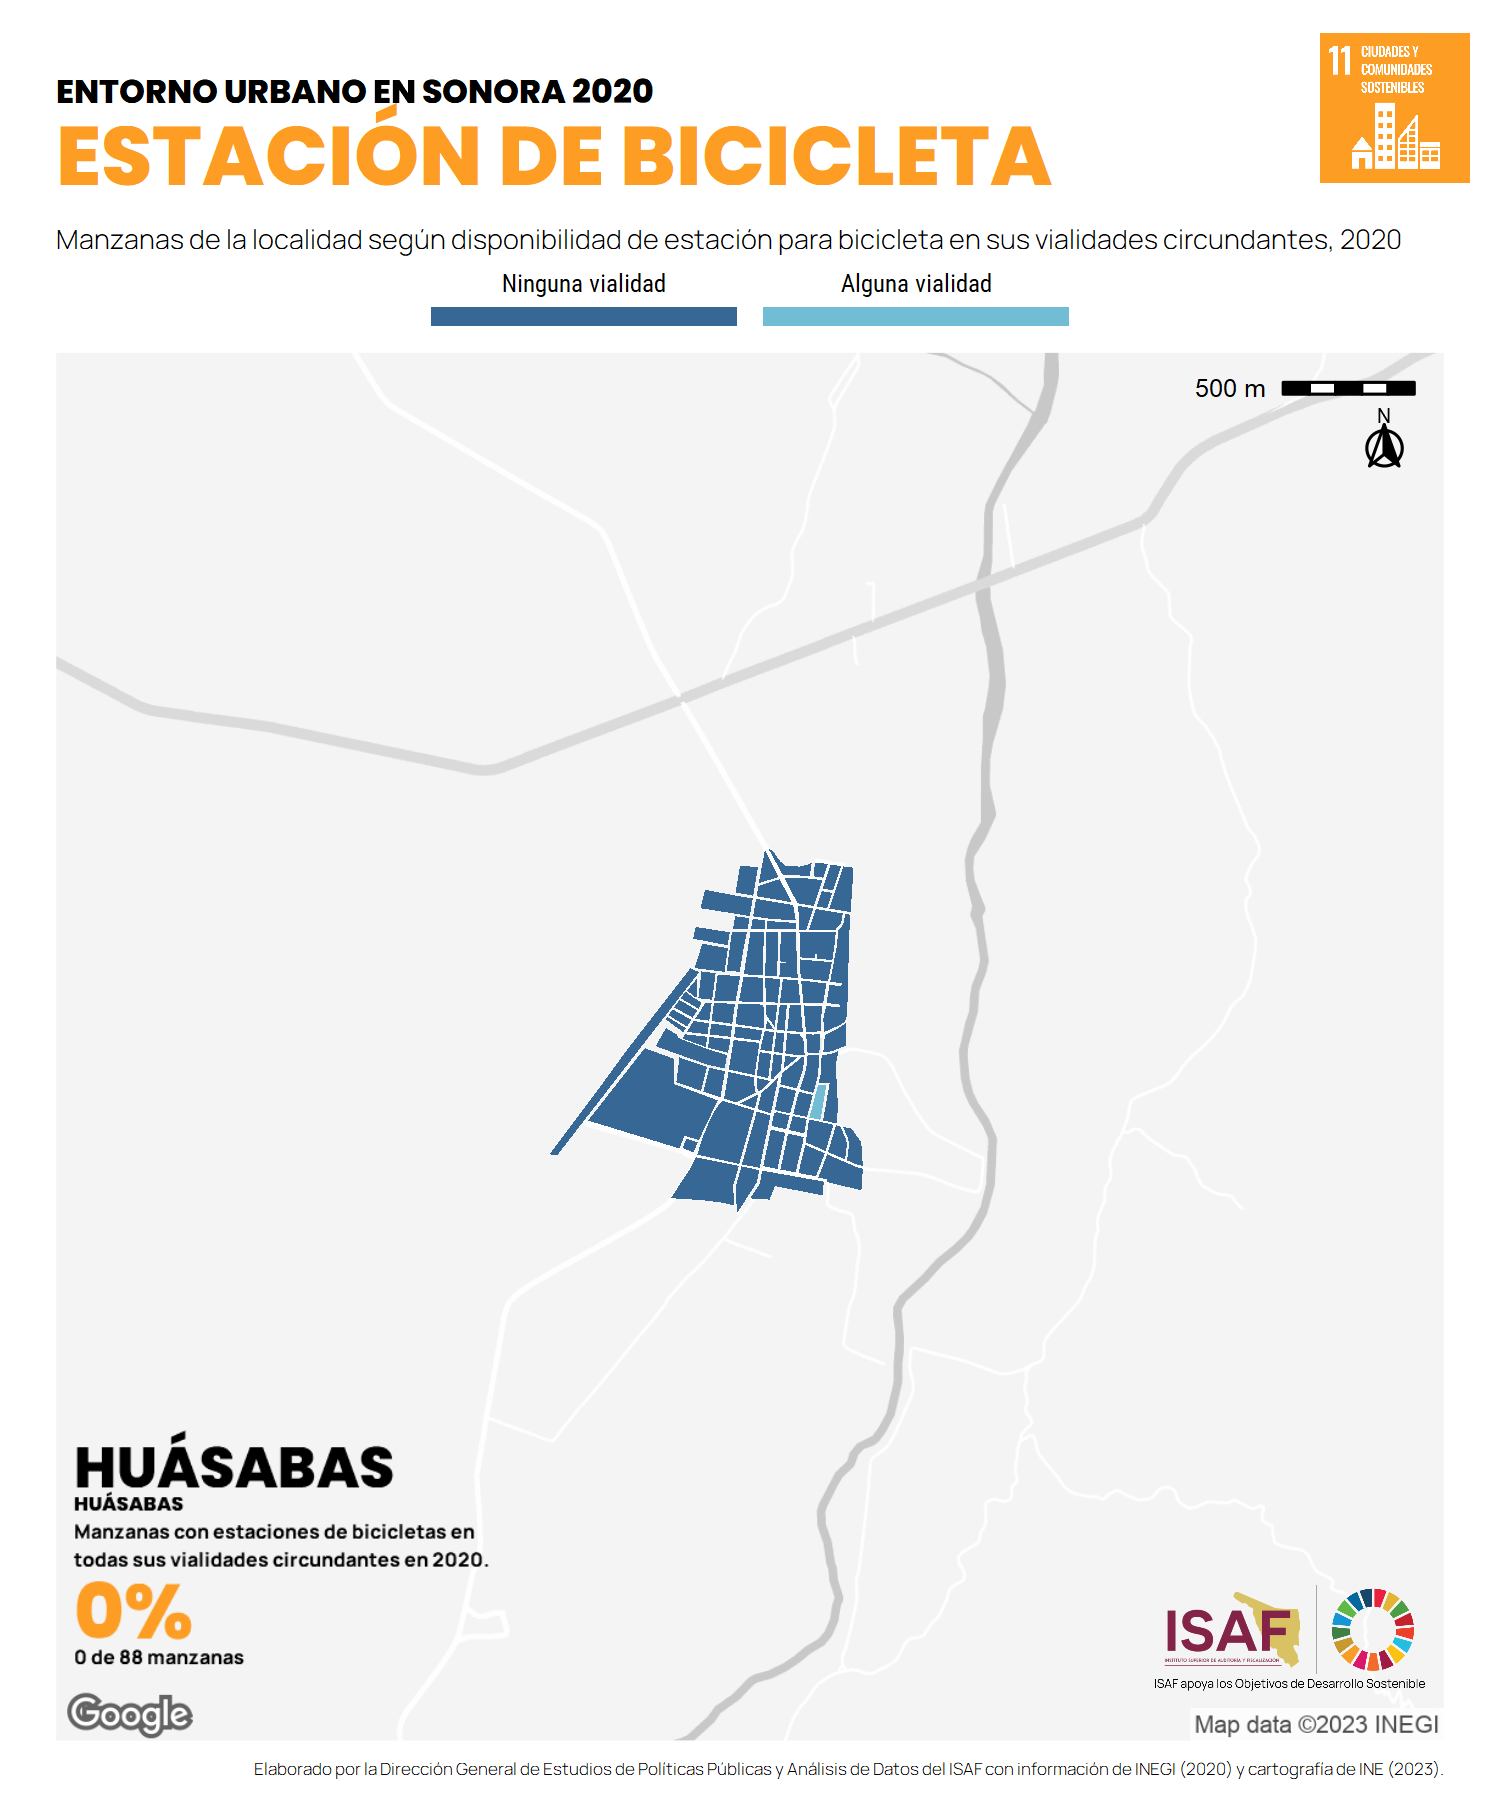 ENTORNO URBANO EN SONORA 2020
ESTACIÓN DE BICICLETA
11 CIUDADES Y
COMUNIDADES
SOSTENIBLES
Manzanas de la localidad según disponibilidad de estación para bicicleta en sus vialidades circundantes, 2020
Ninguna vialidad Alguna vialidad
500 m
N
HUÁSABAS
HUÁSABAS
Manzanas con estaciones de bicicletas en
todas sus vialidades circundantes en 2020.
0%
0 de 88 manzanas
Google
ISAF
INSTITUTO SUPERIOR DE AUDITORÍA Y FISCALIZACIÓN
ISAF apoya los Objetivos de Desarrollo Sostenible
Map data ©2023 INEGI
Elaborado por la Dirección General de Estudios de Políticas Públicas y Análisis de Datos del ISAF con información de INEGI (2020) y cartografía de INE (2023).